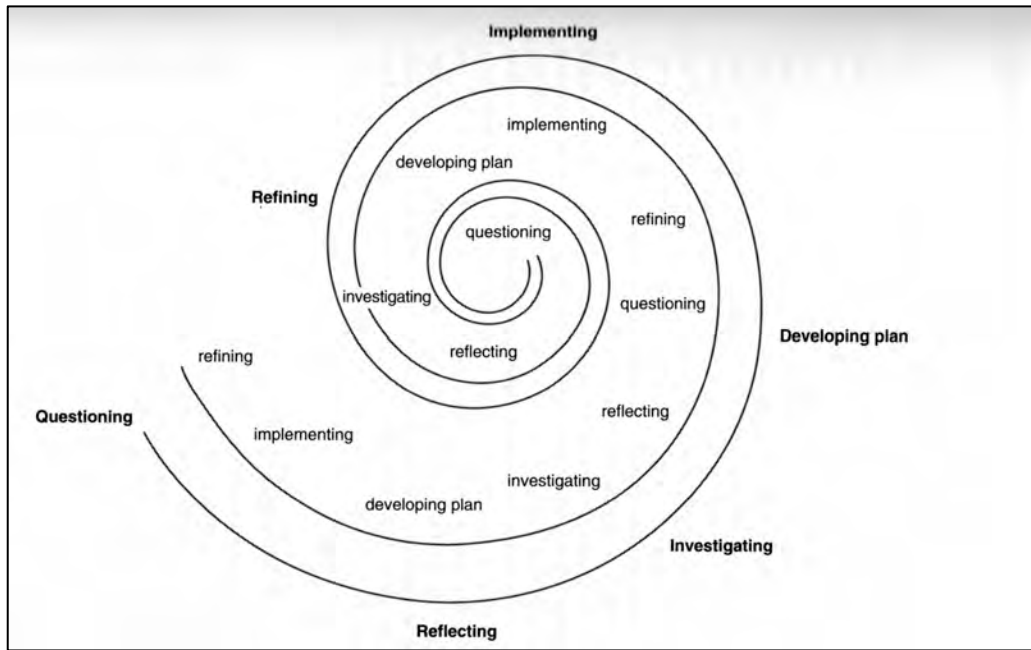 Implementing
implementing
developing plan
Refining
refining
questioning
investigating
questioning
reflecting
Developing plan
refining
Questioning
reflecting
implementing
investigating
developing plan
Investigating
Reflecting